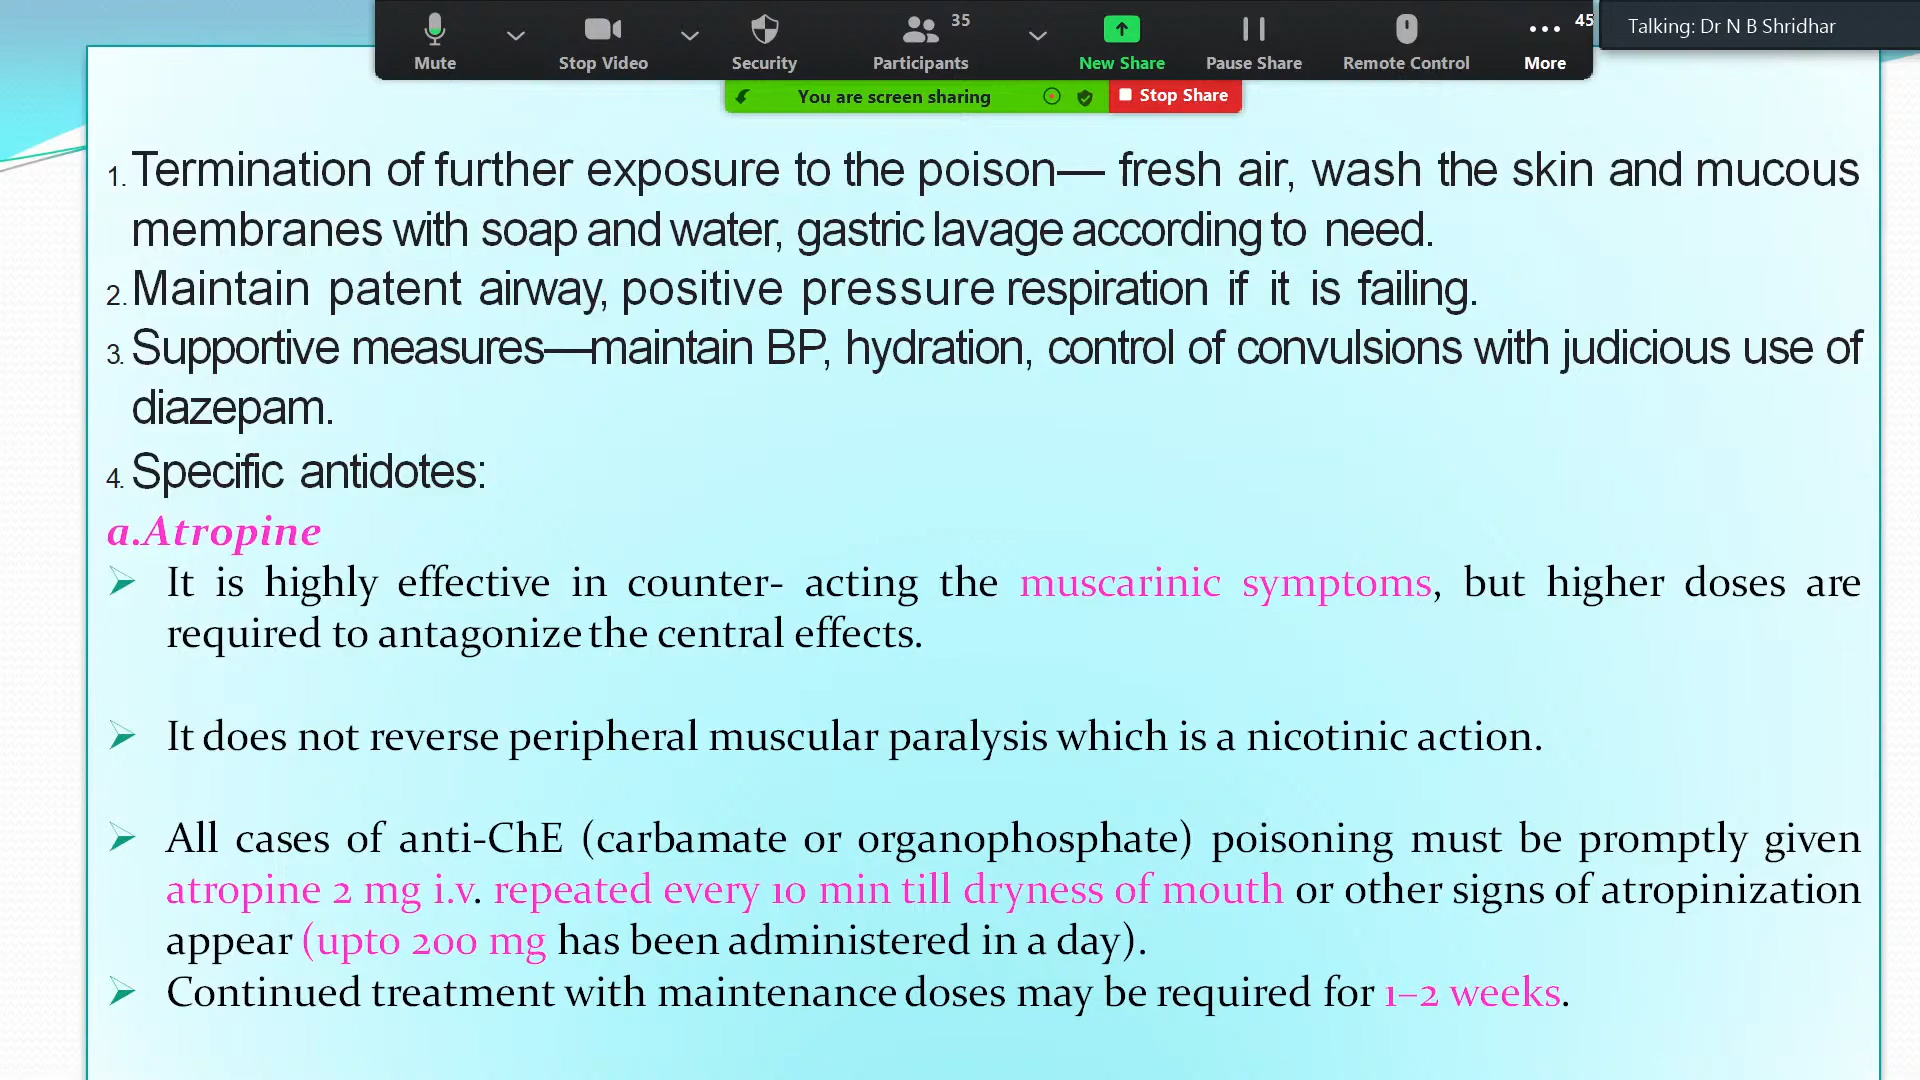 Mute
Stop Video
Security
Participants
35
New Share
Pause Share
Remote Control
More
45
Talking: Dr N B Shridhar
You are screen sharing
Stop Share
1. Termination of further exposure to the poison— fresh air, wash the skin and mucous
membranes with soap and water, gastric lavage according to need.
2. Maintain patent airway, positive pressure respiration if it is failing.
3. Supportive measures—maintain BP, hydration, control of convulsions with judicious use of
diazepam.
4. Specific antidotes:
a.Atropine
It is highly effective in counter- acting the muscarinic symptoms, but higher doses are
required to antagonize the central effects.
It does not reverse peripheral muscular paralysis which is a nicotinic action.
All cases of anti-ChE (carbamate or organophosphate) poisoning must be promptly given
atropine 2 mg i.v. repeated every 10 min till dryness of mouth or other signs of atropinization
appear (upto 200 mg has been administered in a day).
Continued treatment with maintenance doses may be required for 1–2 weeks.